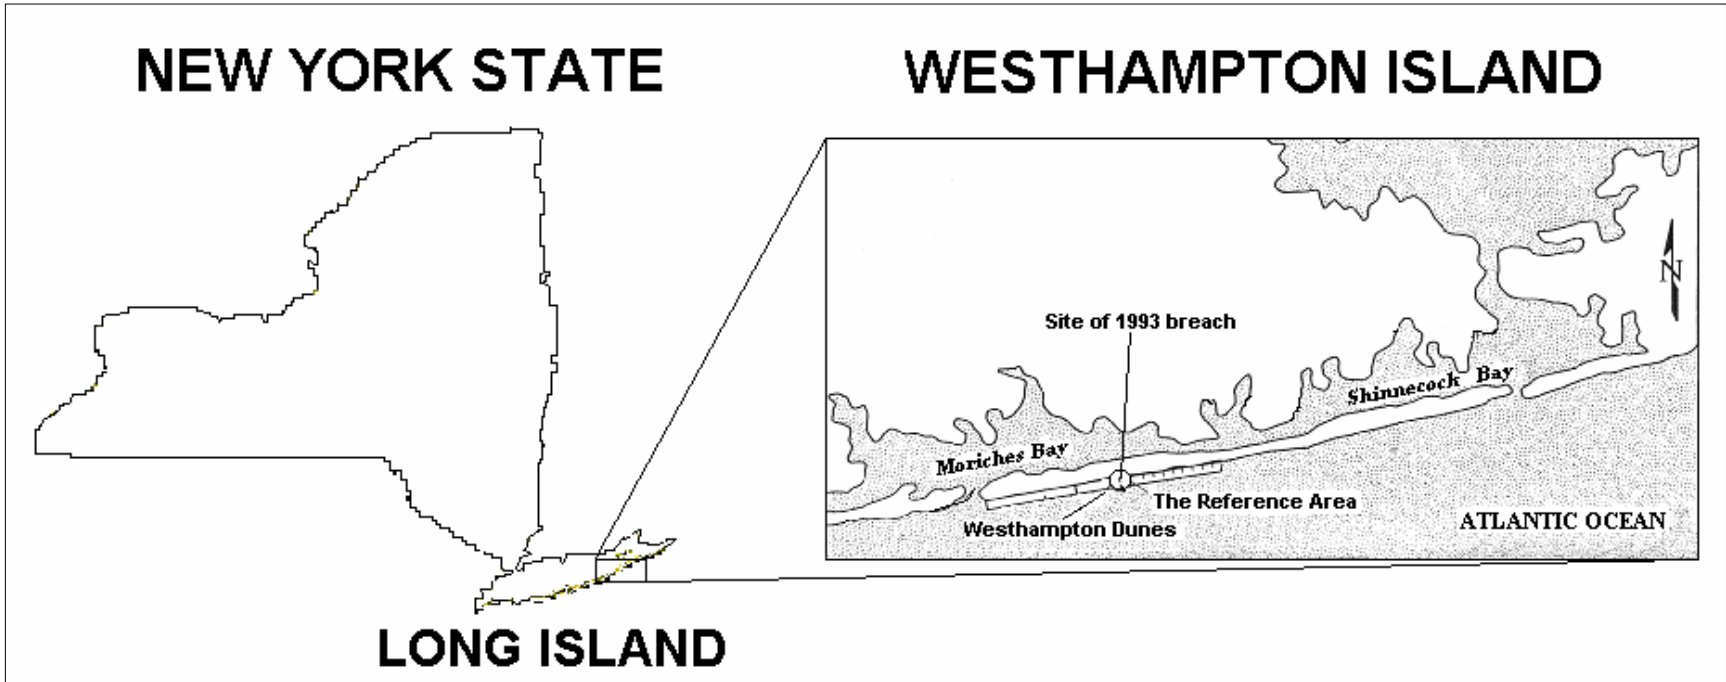 NEW YORK STATE
WESTHAMPTON ISLAND
N
Site of 1993 breach
Shinnecock Bay
Moriches Bay
The Reference Area
Westhampton Dunes
ATLANTIC OCEAN
LONG ISLAND